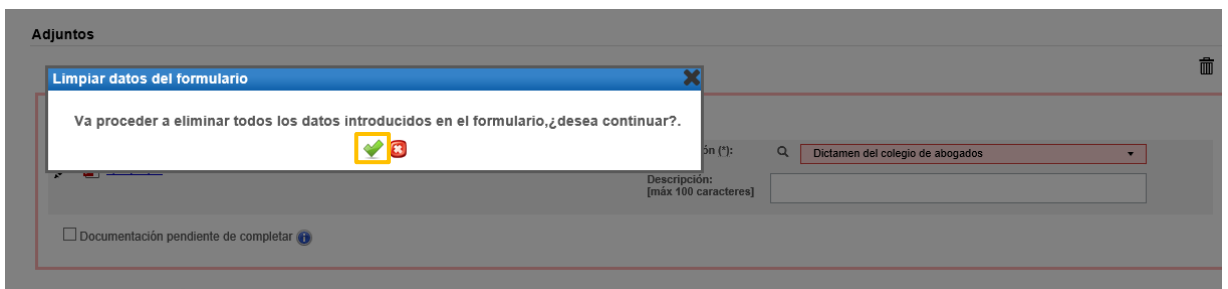 Adjuntos
Limpiar datos del formulario
Va proceder a eliminar todos los datos introducidos en el formulario,¿desea continuar?.
ón (*):
Dictamen del colegio de abogados
Descripción:
[máx 100 caracteres]
Documentación pendiente de completar